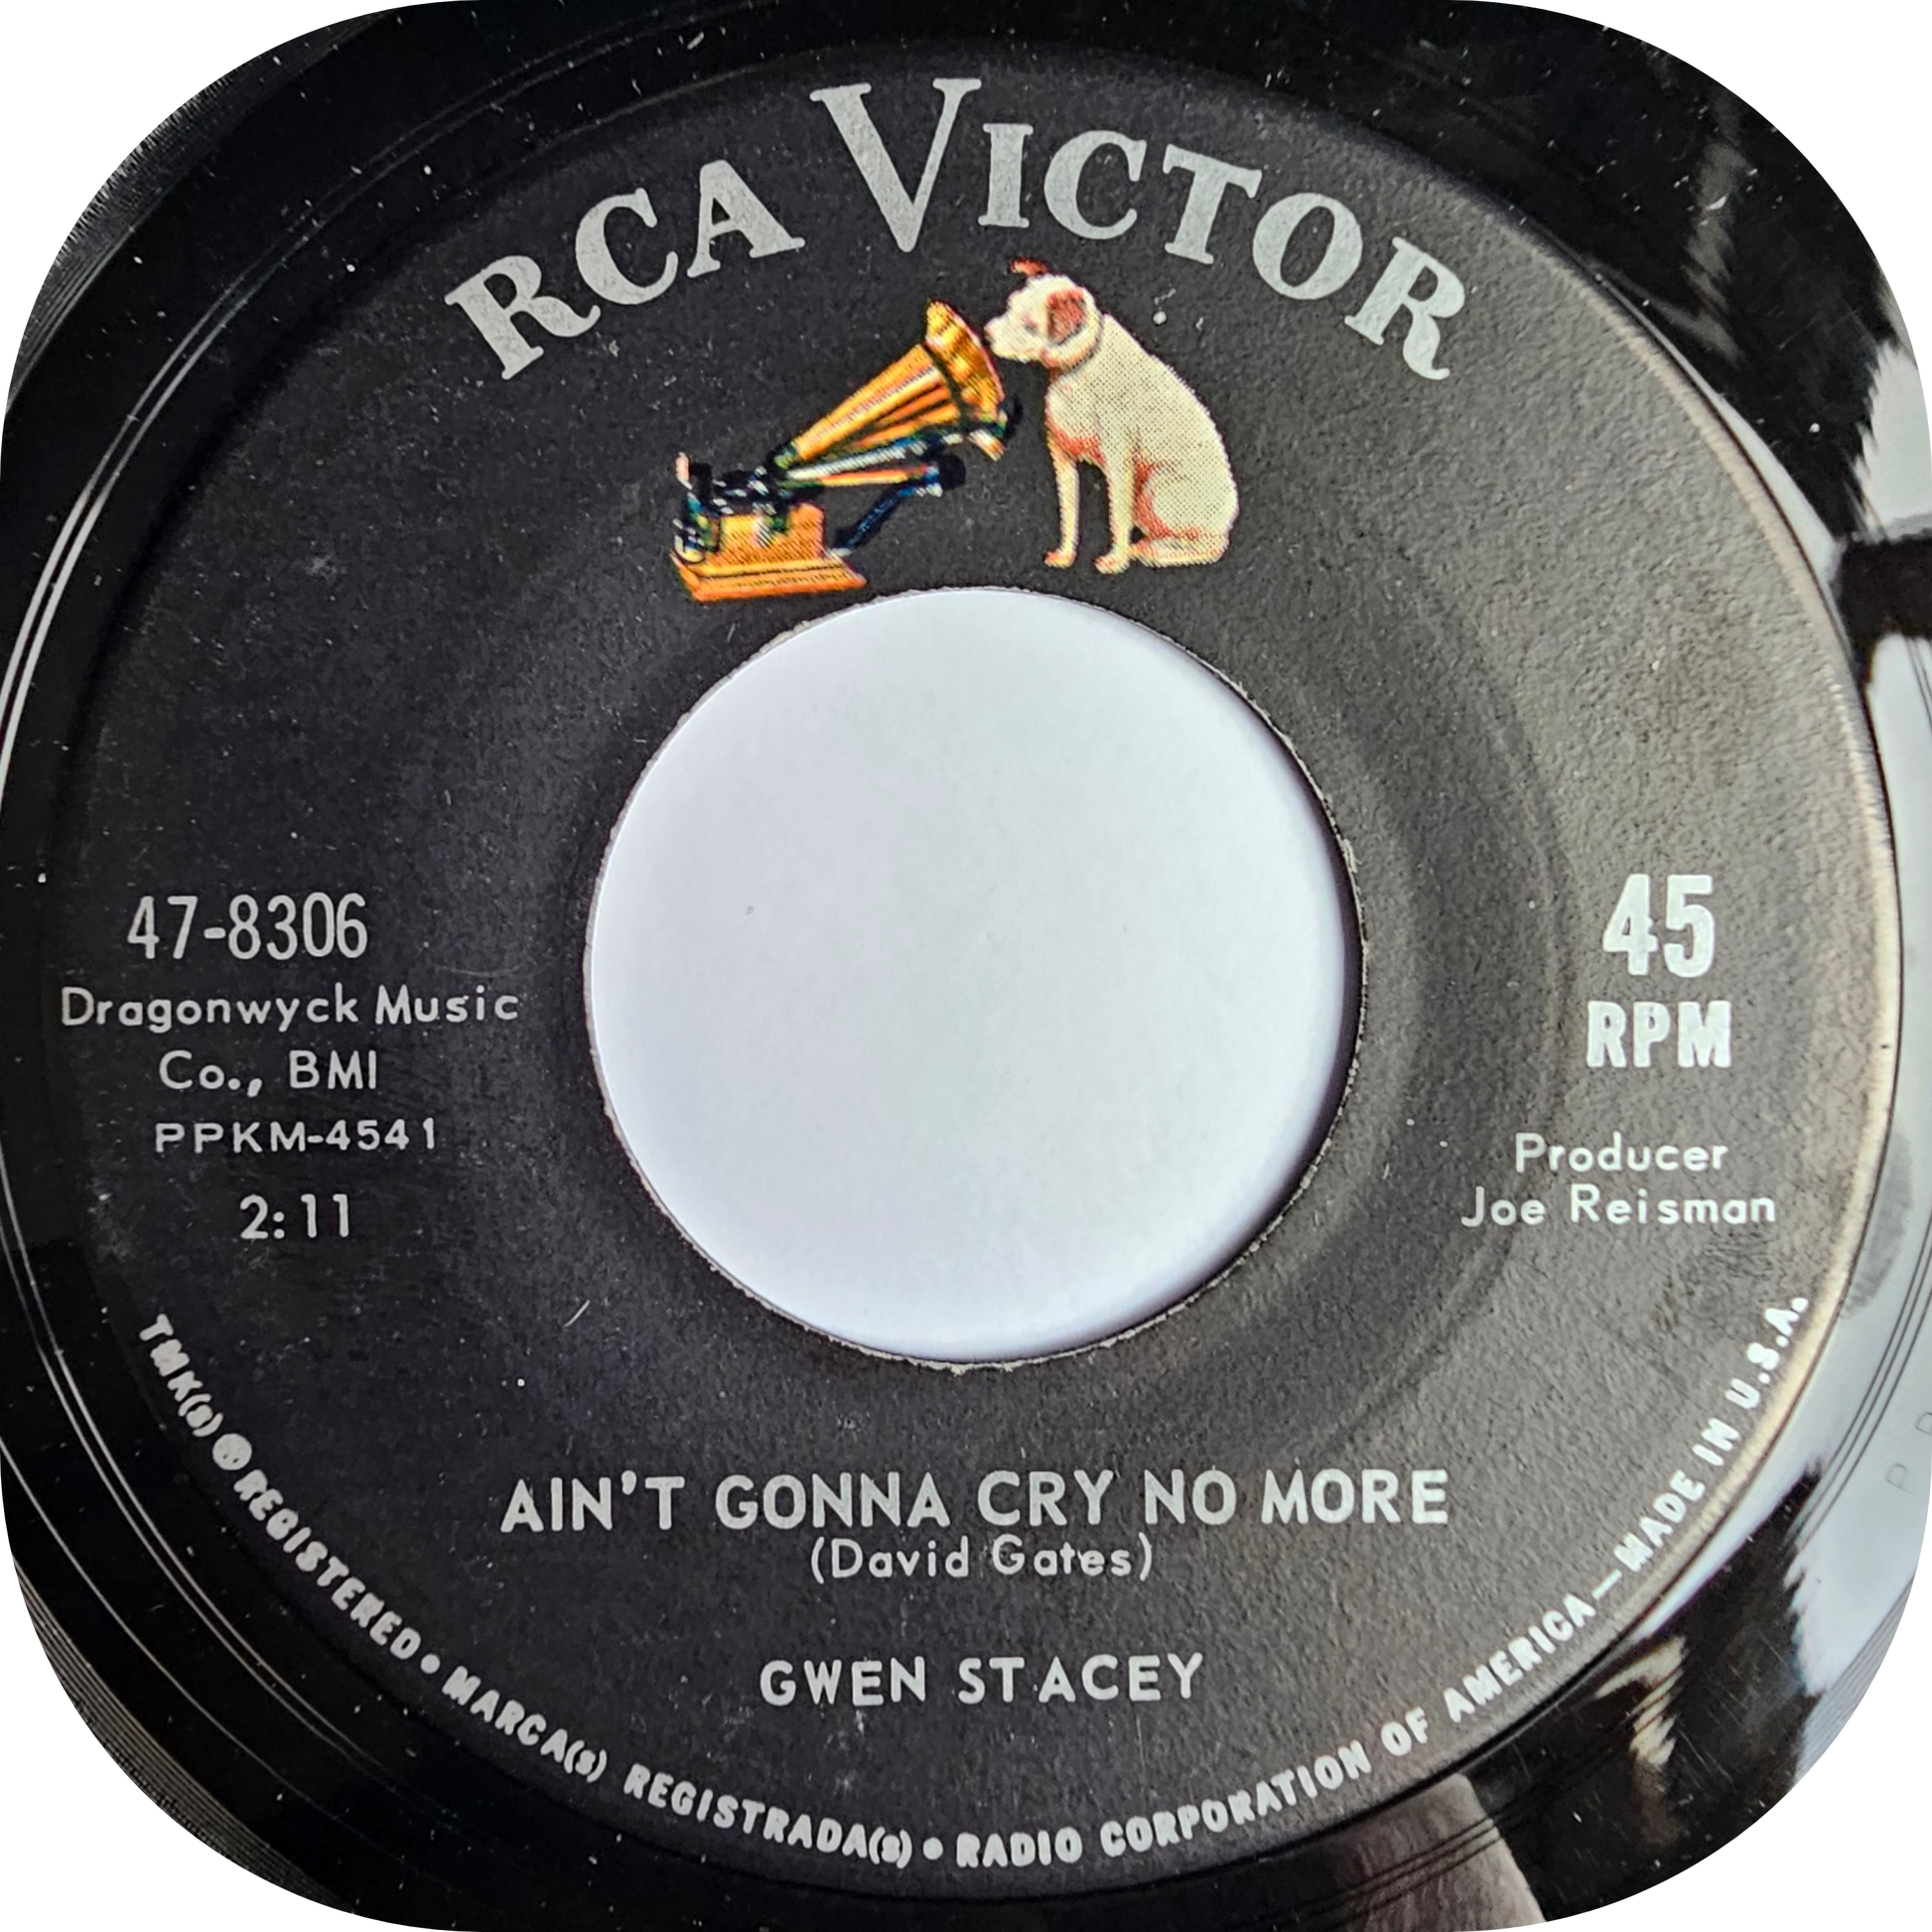 RCA VICTOR
47-8306
Dragonwyck Music
Co., BMI
PPKM-4541
2:11
45
RPM
Producer
Joe Reisman
AIN'T GONNA CRY NO MORE
(David Gates)
GWEN STACEY
TMK(s) ® REGISTERED • MARCA(s) REGISTRADA(s) • RADIO CORPORATION OF AMERICA—MADE IN U.S.A.